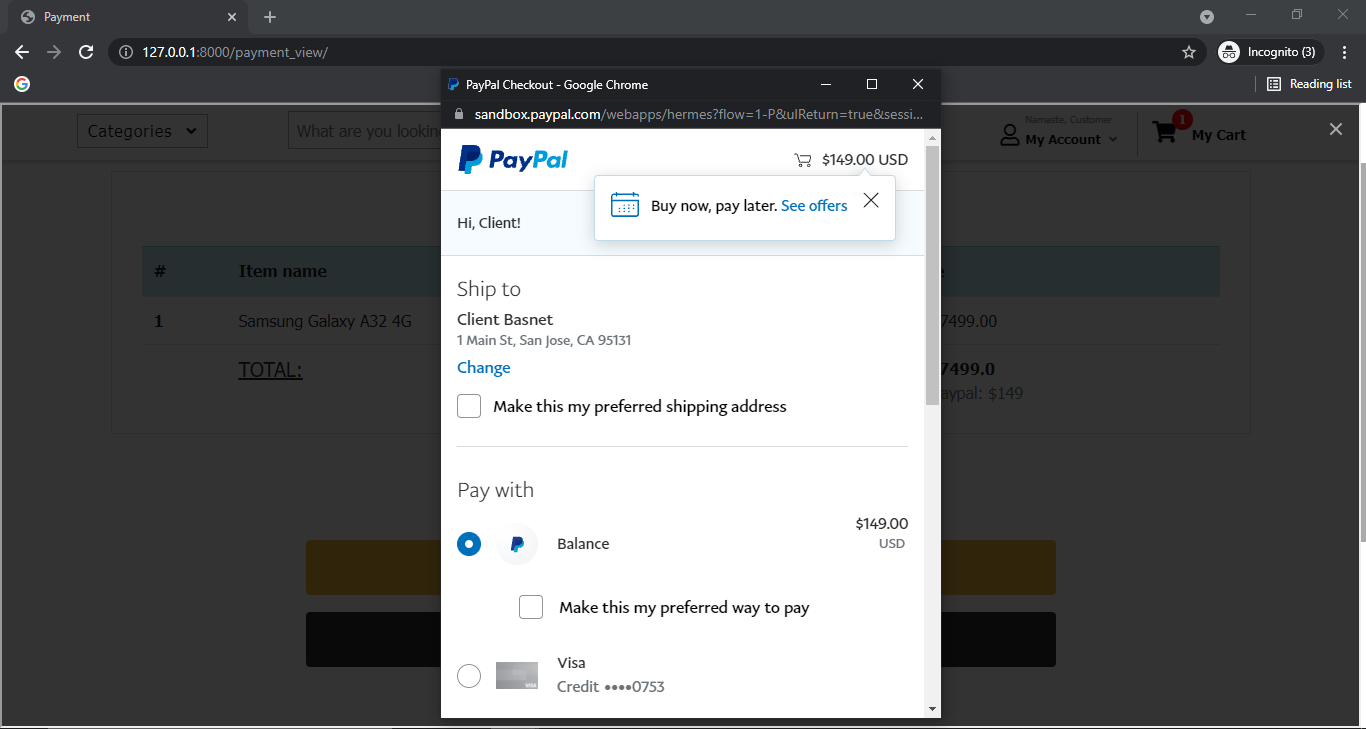 Payment
127.0.0.1:8000/payment_view/
Incognito (3)
Reading list
PayPal Checkout - Google Chrome
sandbox.paypal.com/webapps/hermes?flow=1-P&ulReturn=true&sessi...
Categories
What are you lookin
Namaste, Customer
My Account
1
My Cart
PayPal
$149.00 USD
Buy now, pay later. See offers
Hi, Client!
# Item name
1 Samsung Galaxy A32 4G
7499.00
TOTAL:
7499.0
aypal: $149
Ship to
Client Basnet
1 Main St, San Jose, CA 95131
Change
Make this my preferred shipping address
Pay with
Balance
$149.00
USD
Make this my preferred way to pay
Visa
VISA
Credit ••••0753